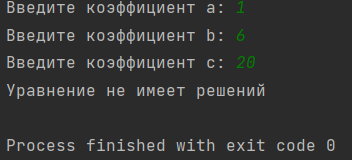 Введите коэффициент a: 1
Введите коэффициент b: 6
Введите коэффициент c: 20
Уравнение не имеет решений
Process finished with exit code 0